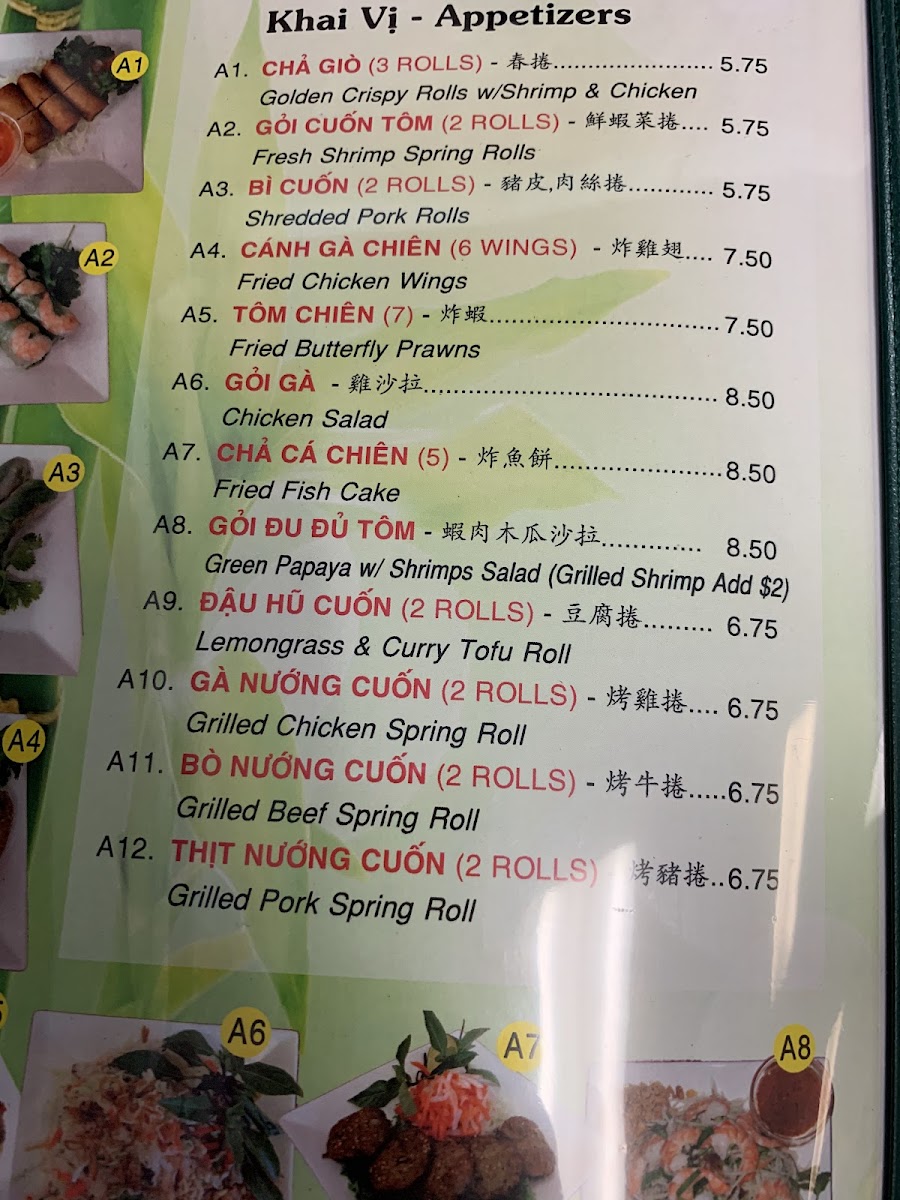 Khai Vị - Appetizers
A1. CHẢ GIÒ (3 ROLLS) - 春捲....................... 5.75
Golden Crispy Rolls w/Shrimp & Chicken
A2. GỎI CUỐN TÔM (2 ROLLS) - 鮮蝦菜捲.... 5.75
Fresh Shrimp Spring Rolls
A3. BÌ CUỐN (2 ROLLS) - 豬皮,肉絲捲............ 5.75
Shredded Pork Rolls
A4. CÁNH GÀ CHIÊN (6 WINGS) - 炸雞翅.... 7.50
Fried Chicken Wings
A5. TÔM CHIÊN (7) - 炸蝦................................ 7.50
Fried Butterfly Prawns
A6. GỎI GÀ - 雞沙拉........................................ 8.50
Chicken Salad
A7. CHẢ CÁ CHIÊN (5) - 炸魚餅.......................8.50
Fried Fish Cake
A8. GỎI ĐU ĐỦ TÔM - 蝦肉木瓜沙拉............. 8.50
Green Papaya w/ Shrimps Salad (Grilled Shrimp Add $2)
A9. ĐẬU HŨ CUỐN (2 ROLLS) - 豆腐捲......... 6.75
Lemongrass & Curry Tofu Roll
A10. GÀ NƯỚNG CUỐN (2 ROLLS) - 烤雞捲.... 6.75
Grilled Chicken Spring Roll
A11. BÒ NƯỚNG CUỐN (2 ROLLS) - 烤牛捲.....6.75
Grilled Beef Spring Roll
A12. THỊT NƯỚNG CUỐN (2 ROLLS) - 烤豬捲..6.75
Grilled Pork Spring Roll
A1
A2
A3
A4
A6
A7
A8